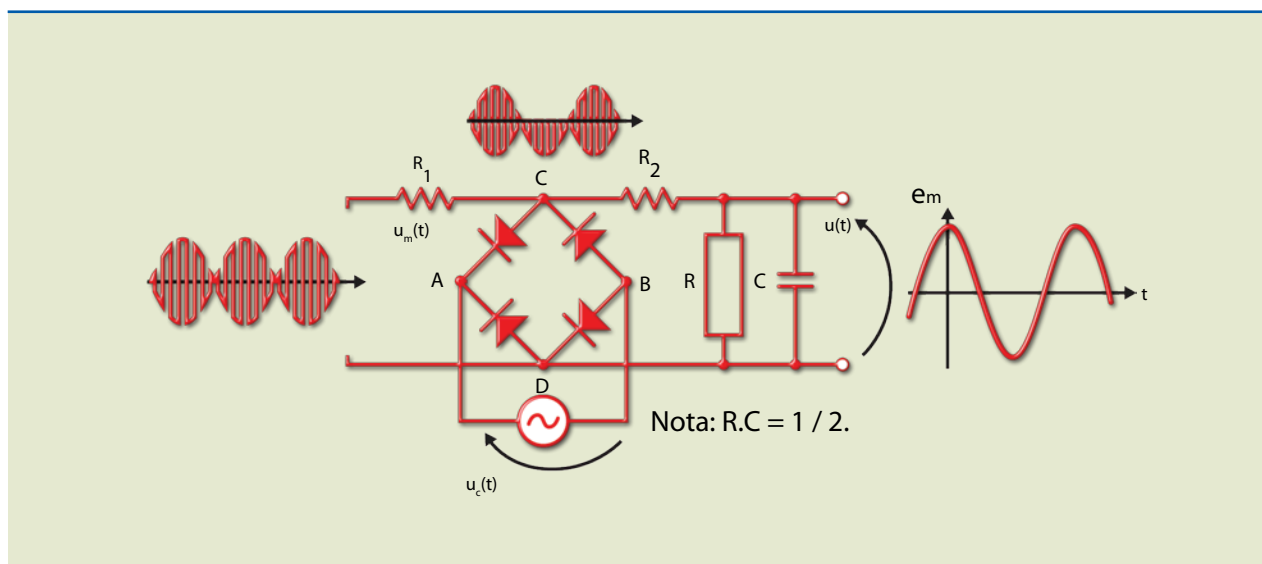 R1
R2
C
um(t)
A
B
R
C
u(t)
em
t
D
Nota: R.C = 1 / 2.
uc(t)